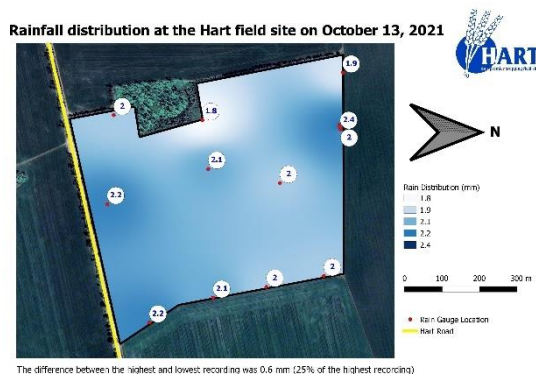 Rainfall distribution at the Hart field site on October 13, 2021
HART
1.9
2
1.8
2.4
2
N
2.1
2
2.2
Rain Distribution (mm)
1.8
1.9
2.1
2.2
2.4
2
2
2.1
2.2
0 100 200 300 m
Rain Gauge Location
Hart Road
The difference between the highest and lowest recording was 0.6 mm (25% of the highest recording)